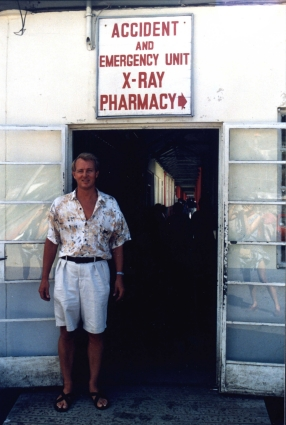 ACCIDENT
AND
EMERGENCY UNIT
X-RAY
PHARMACY➡